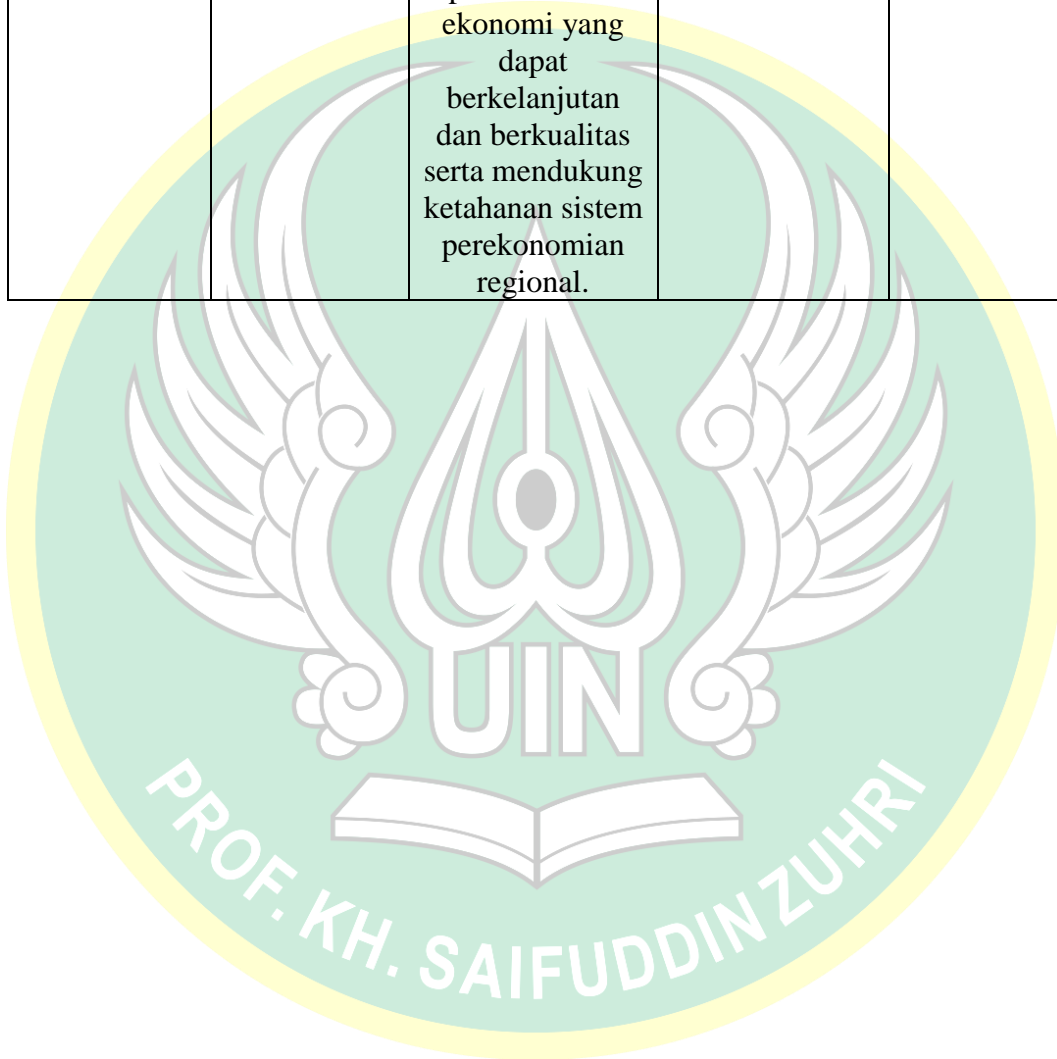 ekonomi yang
dapat
berkelanjutan
dan berkualitas
serta mendukung
ketahanan sistem
perekonomian
regional.
UIN
PROF. KH. SAIFUDDIN ZUHRI